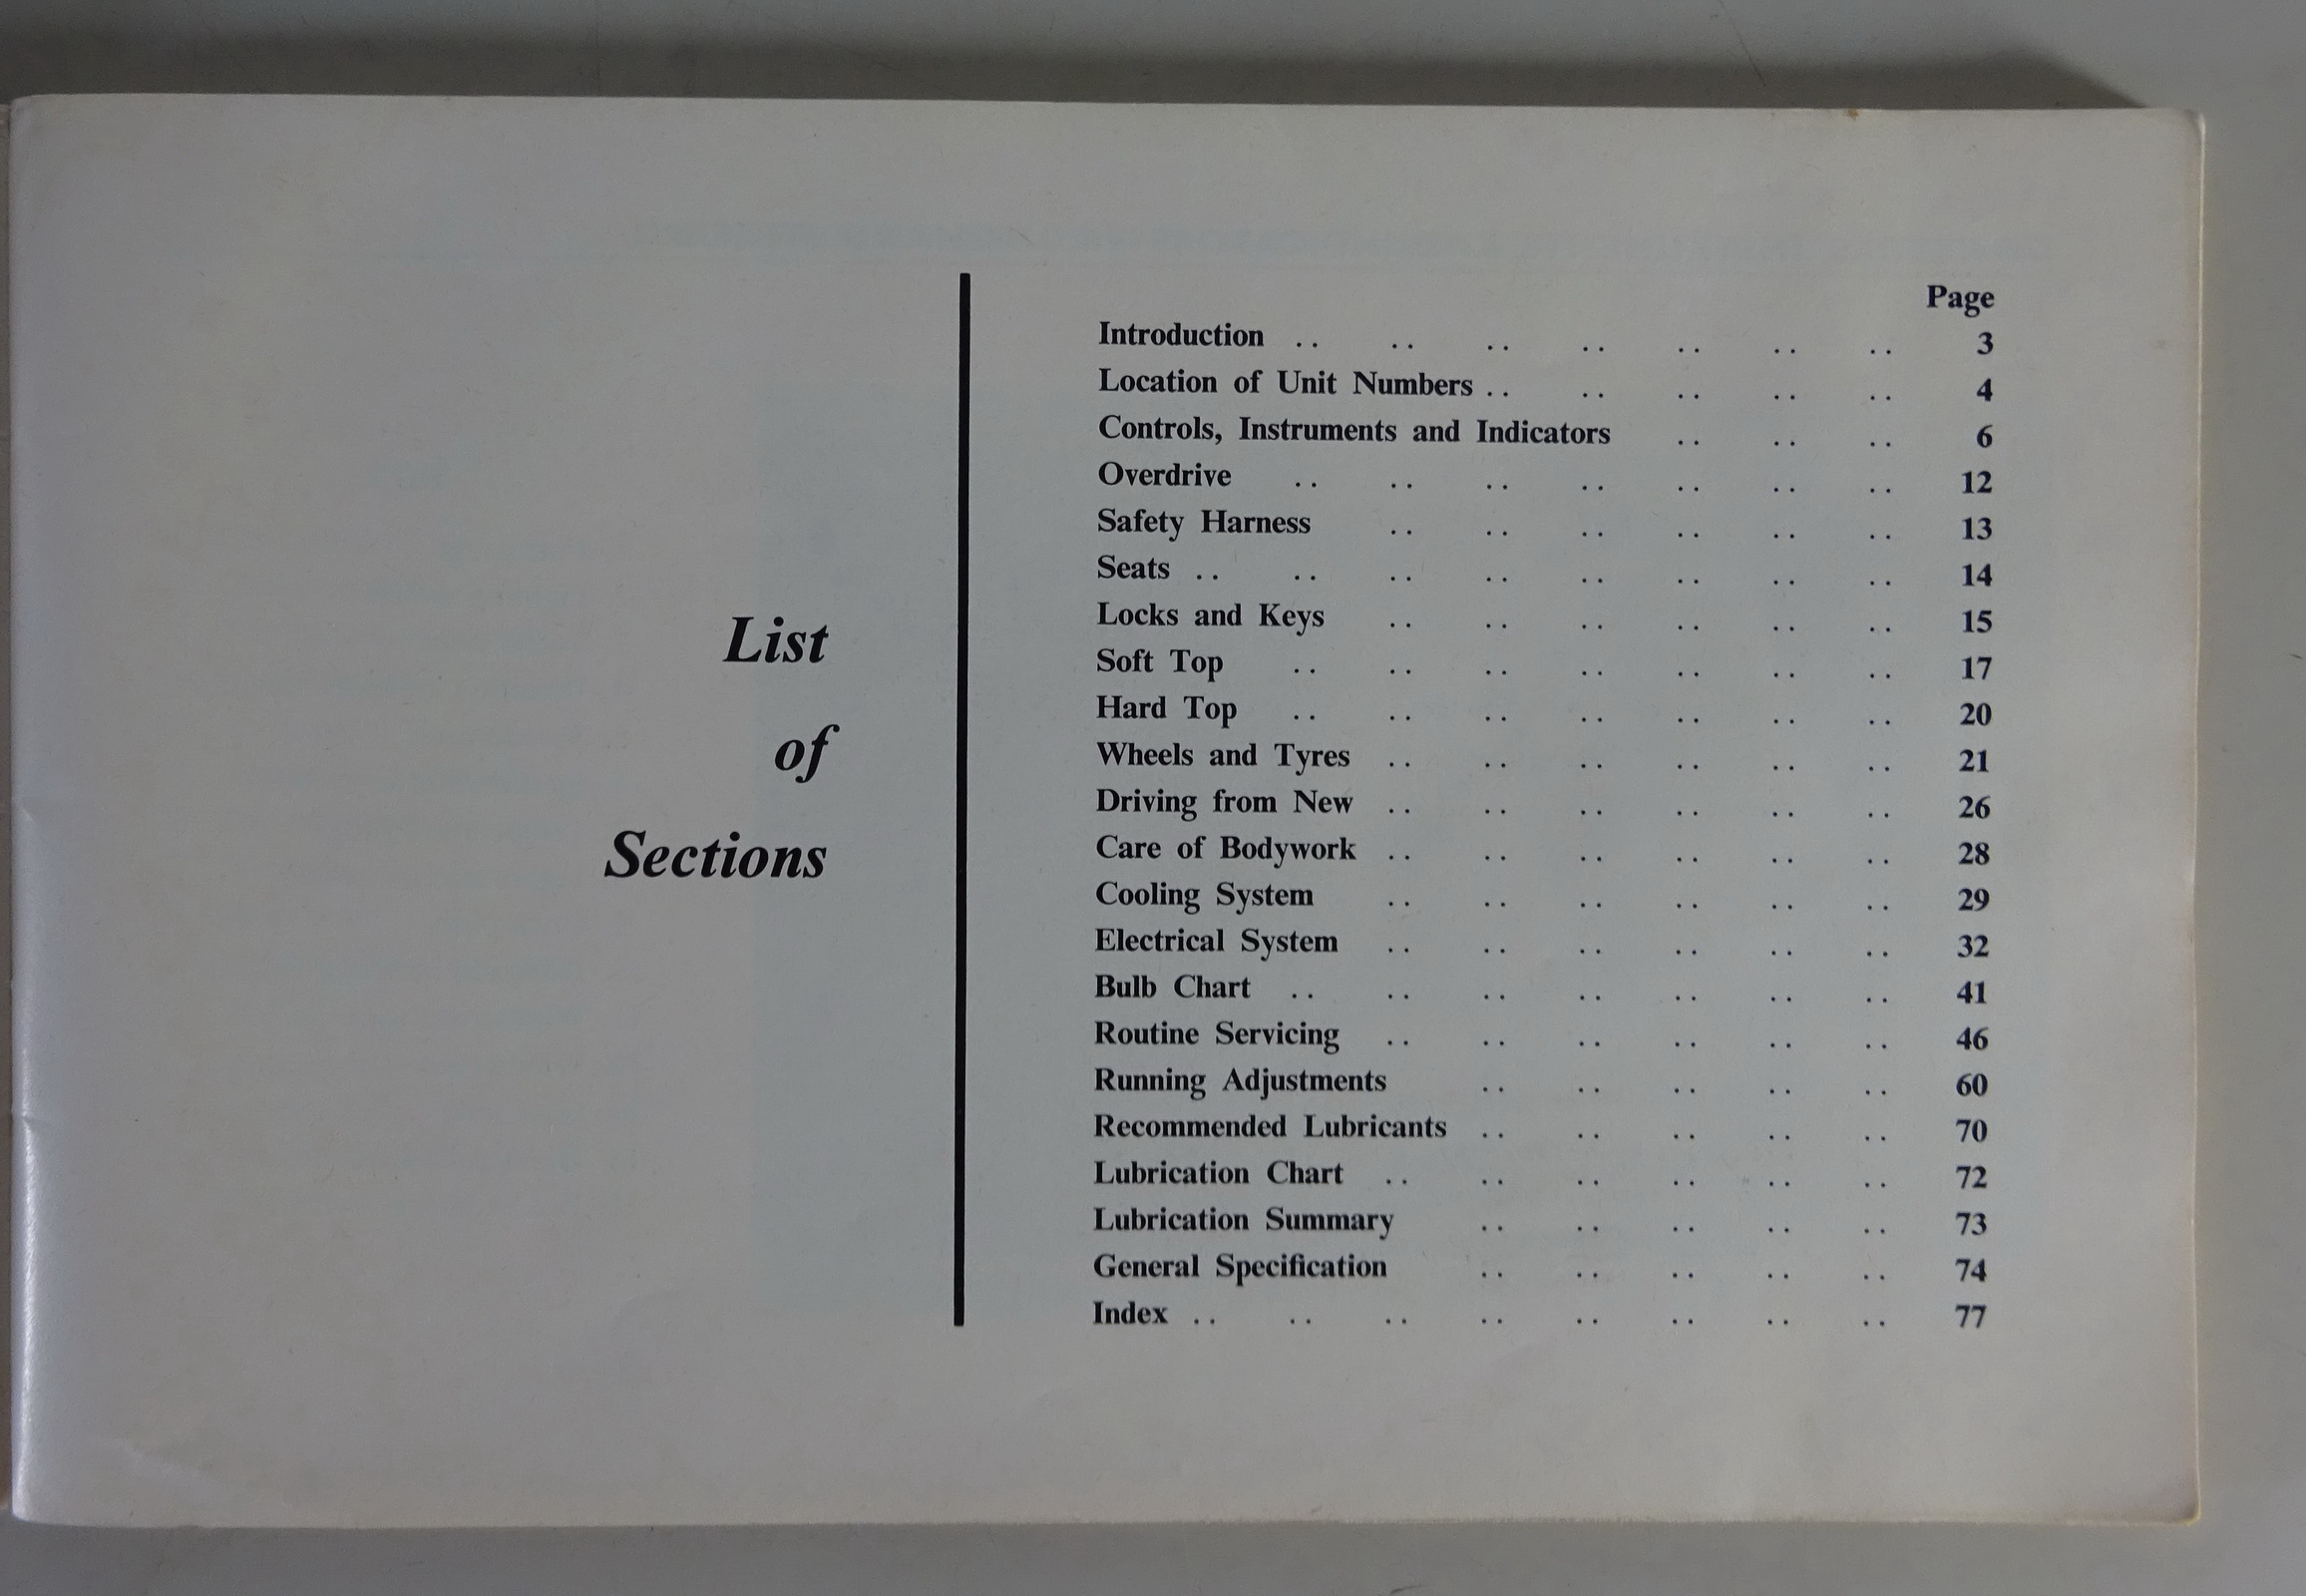 List
of
Sections
Page
Introduction .. .. .. .. .. .. .. 3
Location of Unit Numbers .. .. .. .. .. 4
Controls, Instruments and Indicators .. .. .. 6
Overdrive .. .. .. .. .. .. .. 12
Safety Harness .. .. .. .. .. .. 13
Seats .. .. .. .. .. .. .. .. 14
Locks and Keys .. .. .. .. .. .. 15
Soft Top .. .. .. .. .. .. .. 17
Hard Top .. .. .. .. .. .. .. 20
Wheels and Tyres .. .. .. .. .. .. 21
Driving from New .. .. .. .. .. .. 26
Care of Bodywork .. .. .. .. .. .. 28
Cooling System .. .. .. .. .. .. 29
Electrical System .. .. .. .. .. .. 32
Bulb Chart .. .. .. .. .. .. .. 41
Routine Servicing .. .. .. .. .. .. 46
Running Adjustments .. .. .. .. .. 60
Recommended Lubricants .. .. .. .. .. 70
Lubrication Chart .. .. .. .. .. .. 72
Lubrication Summary .. .. .. .. .. 73
General Specification .. .. .. .. .. 74
Index .. .. .. .. .. .. .. .. 77